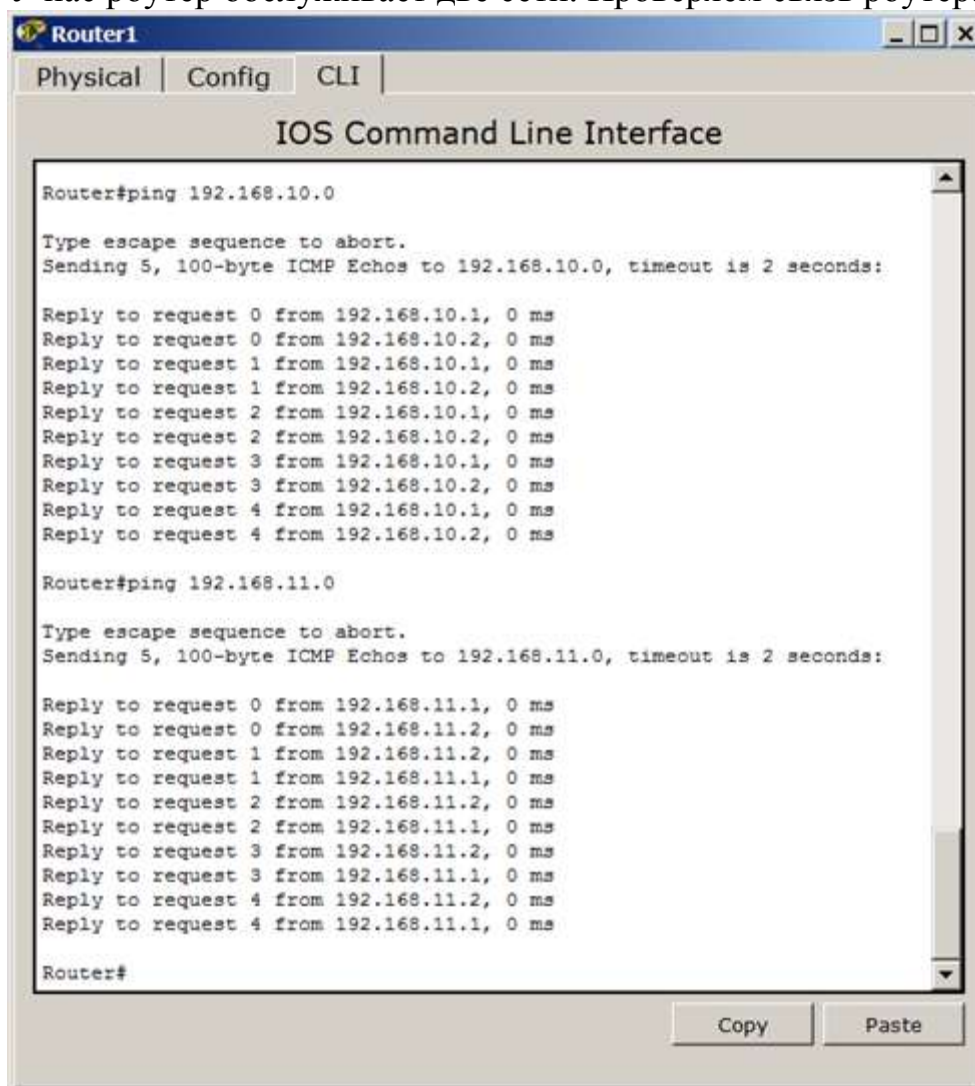 нас роутер обслуживает две сети. Проверяем связь роутер
Router1
Physical Config CLI
IOS Command Line Interface
Router#ping 192.168.10.0
Type escape sequence to abort.
Sending 5, 100-byte ICMP Echos to 192.168.10.0, timeout is 2 seconds:
Reply to request 0 from 192.168.10.1, 0 ms
Reply to request 0 from 192.168.10.2, 0 ms
Reply to request 1 from 192.168.10.1, 0 ms
Reply to request 1 from 192.168.10.2, 0 ms
Reply to request 2 from 192.168.10.1, 0 ms
Reply to request 2 from 192.168.10.2, 0 ms
Reply to request 3 from 192.168.10.1, 0 ms
Reply to request 3 from 192.168.10.2, 0 ms
Reply to request 4 from 192.168.10.1, 0 ms
Reply to request 4 from 192.168.10.2, 0 ms
Router#ping 192.168.11.0
Type escape sequence to abort.
Sending 5, 100-byte ICMP Echos to 192.168.11.0, timeout is 2 seconds:
Reply to request 0 from 192.168.11.1, 0 ms
Reply to request 0 from 192.168.11.2, 0 ms
Reply to request 1 from 192.168.11.2, 0 ms
Reply to request 1 from 192.168.11.1, 0 ms
Reply to request 2 from 192.168.11.2, 0 ms
Reply to request 2 from 192.168.11.1, 0 ms
Reply to request 3 from 192.168.11.2, 0 ms
Reply to request 3 from 192.168.11.1, 0 ms
Reply to request 4 from 192.168.11.2, 0 ms
Reply to request 4 from 192.168.11.1, 0 ms
Router#
Copy Paste